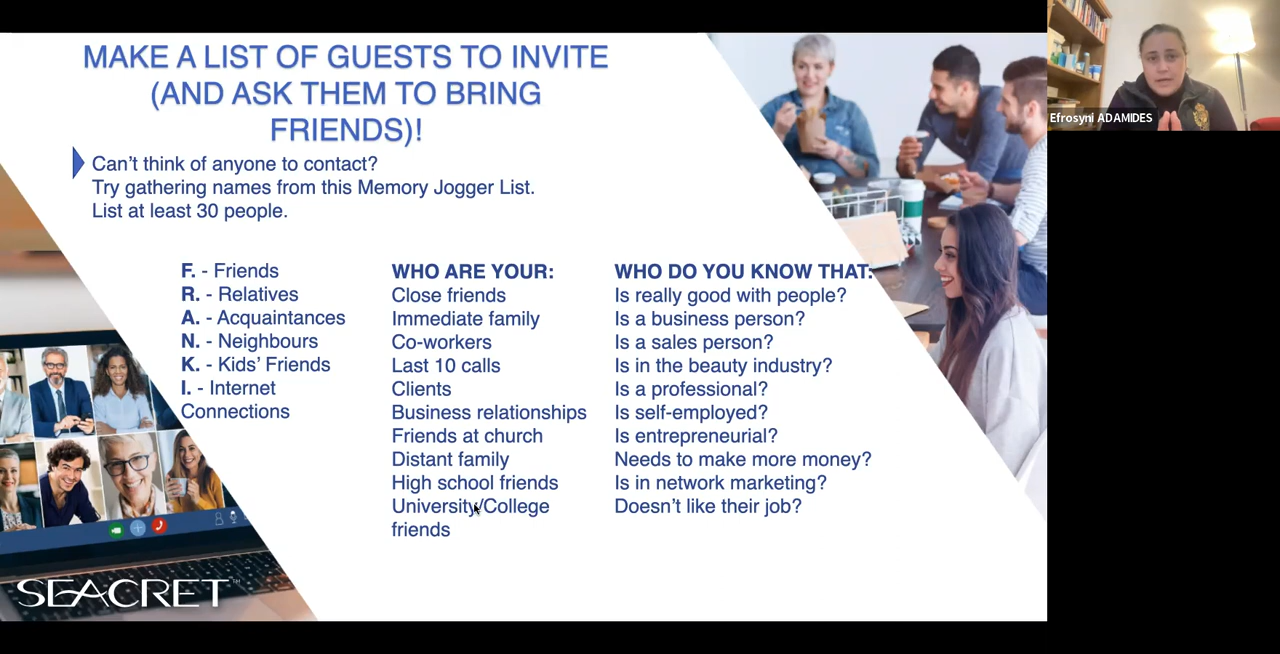 MAKE A LIST OF GUESTS TO INVITE
(AND ASK THEM TO BRING
FRIENDS)!
Can't think of anyone to contact?
Try gathering names from this Memory Jogger List.
List at least 30 people.
F. - Friends
R. - Relatives
A. - Acquaintances
N. - Neighbours
K. - Kids' Friends
I. - Internet
Connections
WHO ARE YOUR:
Close friends
Immediate family
Co-workers
Last 10 calls
Clients
Business relationships
Friends at church
Distant family
High school friends
University/College
friends
WHO DO YOU KNOW THAT:
Is really good with people?
Is a business person?
Is a sales person?
Is in the beauty industry?
Is a professional?
Is self-employed?
Is entrepreneurial?
Needs to make more money?
Is in network marketing?
Doesn't like their job?
SEACRET™
Efrosyni ADAMIDES